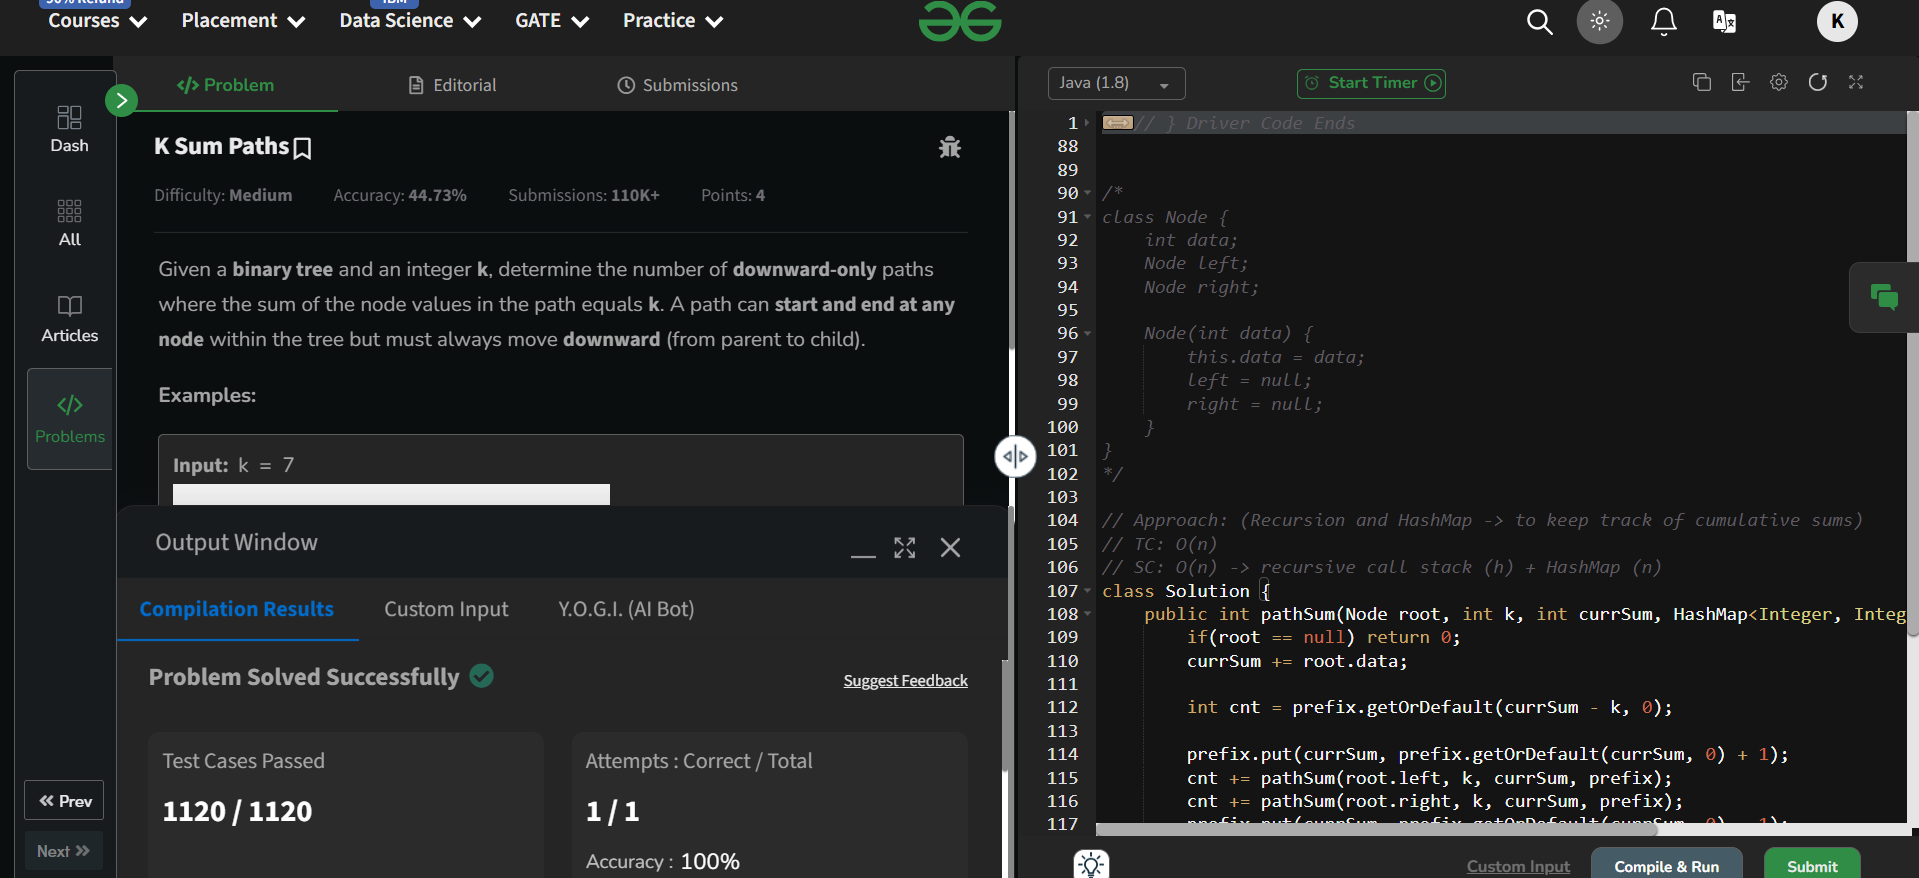 50% Refund
IBM
Courses
Placement
Data Science
GATE
Practice
K
Dash
All
Articles
Problems
Prev
Next
Problem
Editorial
Submissions
K Sum Paths
Difficulty: Medium
Accuracy: 44.73%
Submissions: 110K+
Points: 4
Given a binary tree and an integer k, determine the number of downward-only paths
where the sum of the node values in the path equals k. A path can start and end at any
node within the tree but must always move downward (from parent to child).
Examples:
Input: k = 7
Output Window
Compilation Results
Custom Input
Y.O.G.I. (AI Bot)
Problem Solved Successfully
Suggest Feedback
Test Cases Passed
1120 / 1120
Attempts : Correct / Total
1 / 1
Accuracy : 100%
Java (1.8)
Start Timer
1 // } Driver Code Ends
88
89
90 /*
91 class Node {
92     int data;
93     Node left;
94     Node right;
95
96     Node(int data) {
97         this.data = data;
98         left = null;
99         right = null;
100     }
101 }
102 */
103
104 // Approach: (Recursion and HashMap -> to keep track of cumulative sums)
105 // TC: O(n)
106 // SC: O(n) -> recursive call stack (h) + HashMap (n)
107 class Solution {
108     public int pathSum(Node root, int k, int currSum, HashMap<Integer, Integ
109         if(root == null) return 0;
110         currSum += root.data;
111
112         int cnt = prefix.getOrDefault(currSum - k, 0);
113
114         prefix.put(currSum, prefix.getOrDefault(currSum, 0) + 1);
115         cnt += pathSum(root.left, k, currSum, prefix);
116         cnt += pathSum(root.right, k, currSum, prefix);
117         prefix.put(currSum, prefix.getOrDefault(currSum, 0) - 1);
Custom Input
Compile & Run
Submit